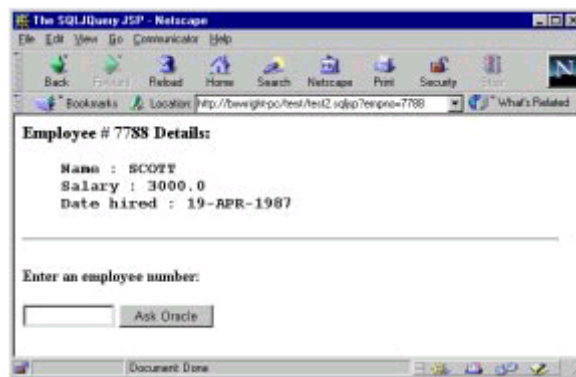 The SQLJQuery JSP - Netscape
File Edit View Go Communicator Help
Back Forward Reload Home Search Netscape Print Security Stop
Bookmarks Location: http://bwright-pc/test/test2.sqljsp?empno=7788 What's Related
Employee # 7788 Details:
Name : SCOTT
Salary : 3000.0
Date hired : 19-APR-1987
Enter an employee number:
Ask Oracle
Document: Done